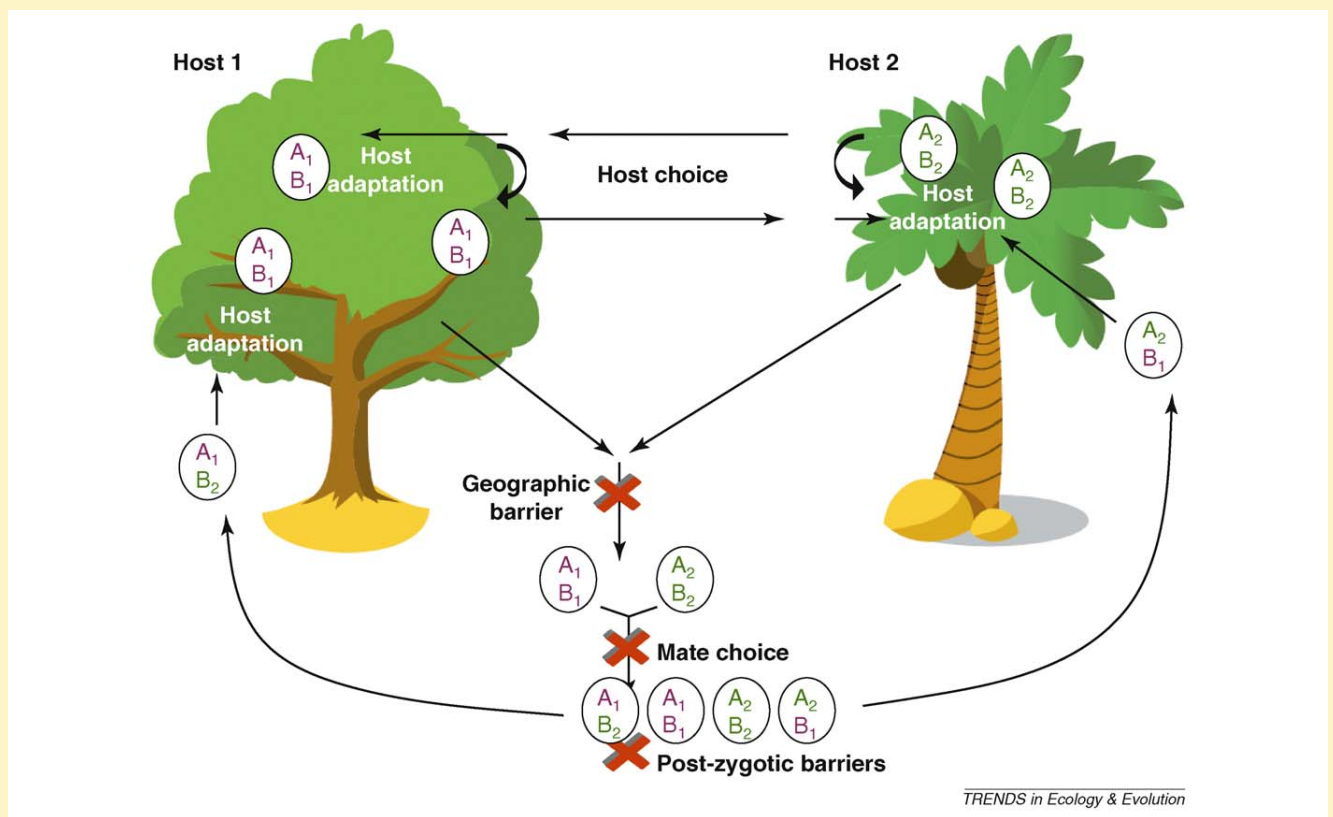 Host 1
Host 2
A₁
B₁
Host
adaptation
Host choice
A₂
B₂
A₂
B₂
Host
adaptation
A₁
B₁
A₁
B₁
Host
adaptation
A₂
B₁
A₁
B₂
Geographic
barrier
A₁
B₁
A₂
B₂
Mate choice
A₁
B₂
A₁
B₁
A₂
B₂
A₂
B₁
Post-zygotic barriers
TRENDS in Ecology & Evolution